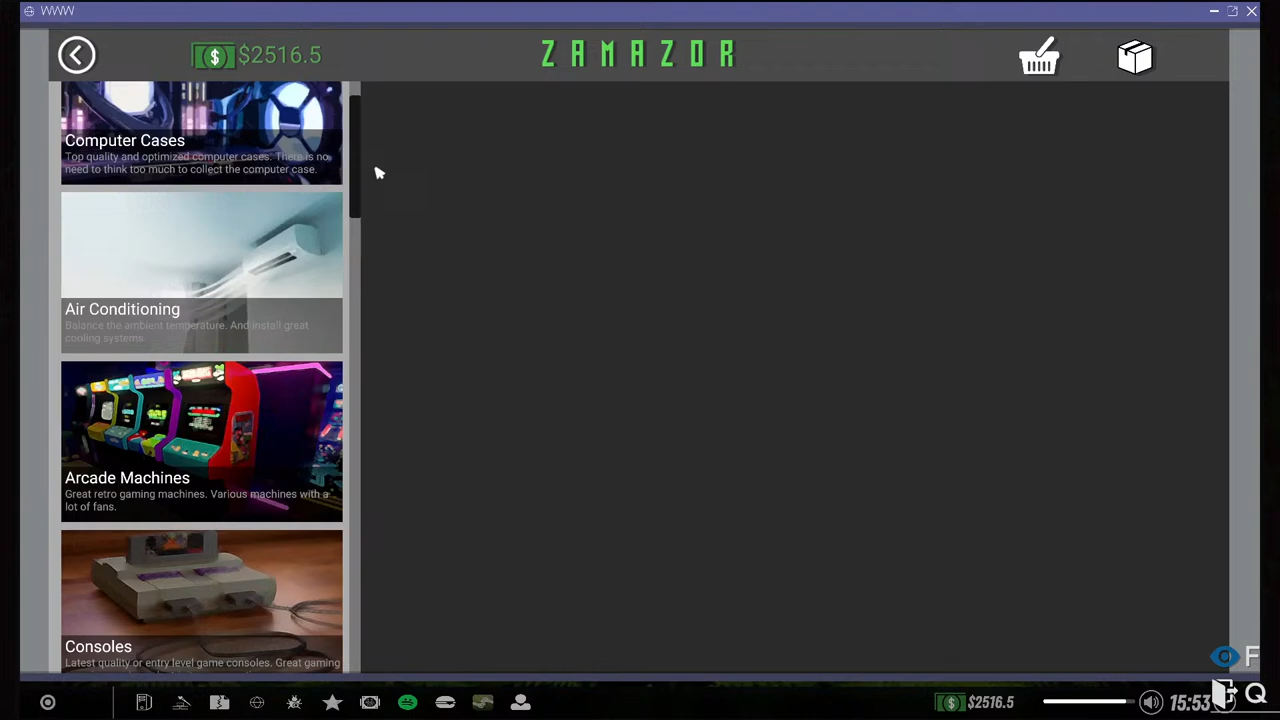 WWW
$2516.5
ZAMAZOR
Computer Cases
Top quality and optimized computer cases. There is no
need to think too much to collect the computer case.
Air Conditioning
Balance the ambient temperature. And install great
cooling systems.
Arcade Machines
Great retro gaming machines. Various machines with a
lot of fans.
Consoles
Latest quality or entry level game consoles. Great gaming
F
$2516.5
15:53
Q